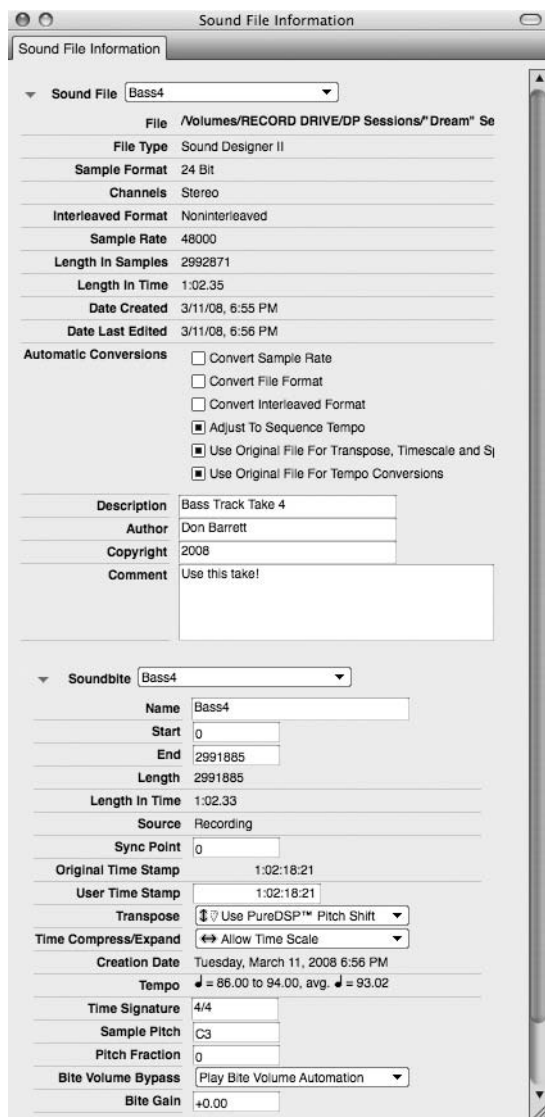 Sound File Information
Sound File Information
Sound File Bass4
File /Volumes/RECORD DRIVE/DP Sessions/"Dream" Se
File Type Sound Designer II
Sample Format 24 Bit
Channels Stereo
Interleaved Format Noninterleaved
Sample Rate 48000
Length In Samples 2992871
Length In Time 1:02.35
Date Created 3/11/08, 6:55 PM
Date Last Edited 3/11/08, 6:56 PM
Automatic Conversions Convert Sample Rate
Convert File Format
Convert Interleaved Format
Adjust To Sequence Tempo
Use Original File For Transpose, Timescale and Sp
Use Original File For Tempo Conversions
Description Bass Track Take 4
Author Don Barrett
Copyright 2008
Comment Use this take!
Soundbite Bass4
Name Bass4
Start 0
End 2991885
Length 2991885
Length In Time 1:02.33
Source Recording
Sync Point 0
Original Time Stamp 1:02:18:21
User Time Stamp 1:02:18:21
Transpose Use PureDSP™ Pitch Shift
Time Compress/Expand Allow Time Scale
Creation Date Tuesday, March 11, 2008 6:56 PM
Tempo ♩ = 86.00 to 94.00, avg. ♩ = 93.02
Time Signature 4/4
Sample Pitch C3
Pitch Fraction 0
Bite Volume Bypass Play Bite Volume Automation
Bite Gain +0.00